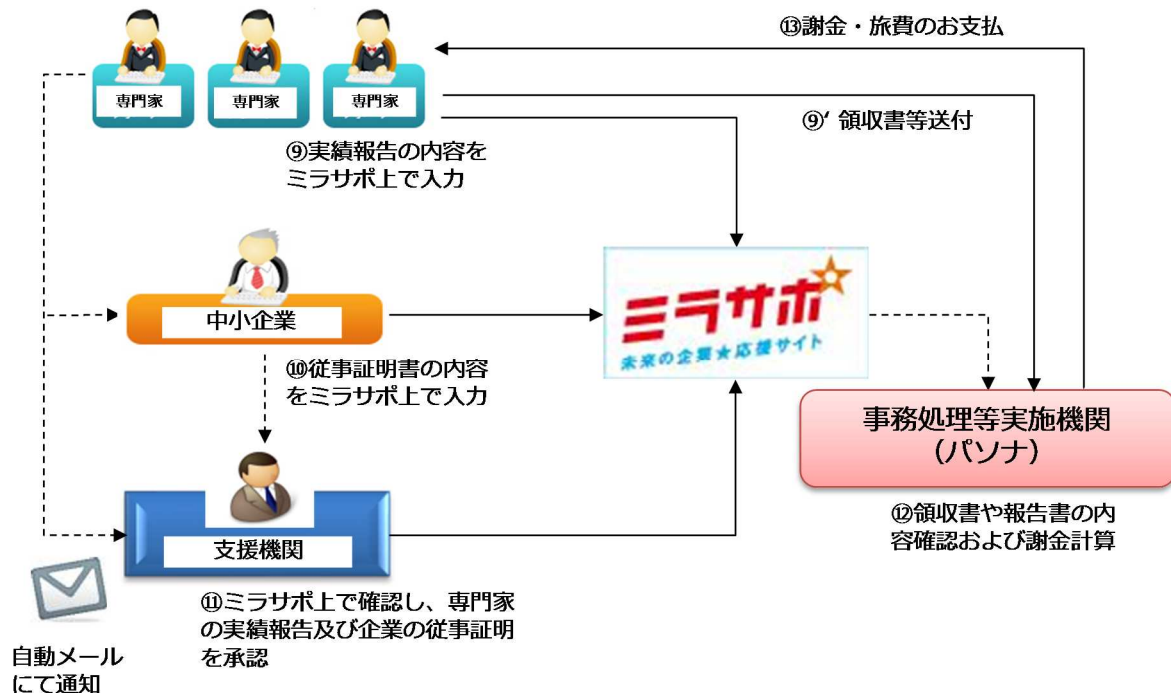 ⑬謝金・旅費のお支払
専門家
専門家
専門家
⑨’ 領収書等送付
⑨実績報告の内容を
ミラサポ上で入力
中小企業
ミラサポ
未来の企業★応援サイト
⑩従事証明書の内容
をミラサポ上で入力
事務処理等実施機関
(パソナ)
支援機関
⑫領収書や報告書の内
容確認および謝金計算
⑪ミラサポ上で確認し、専門家
の実績報告及び企業の従事証明
を承認
自動メール
にて通知